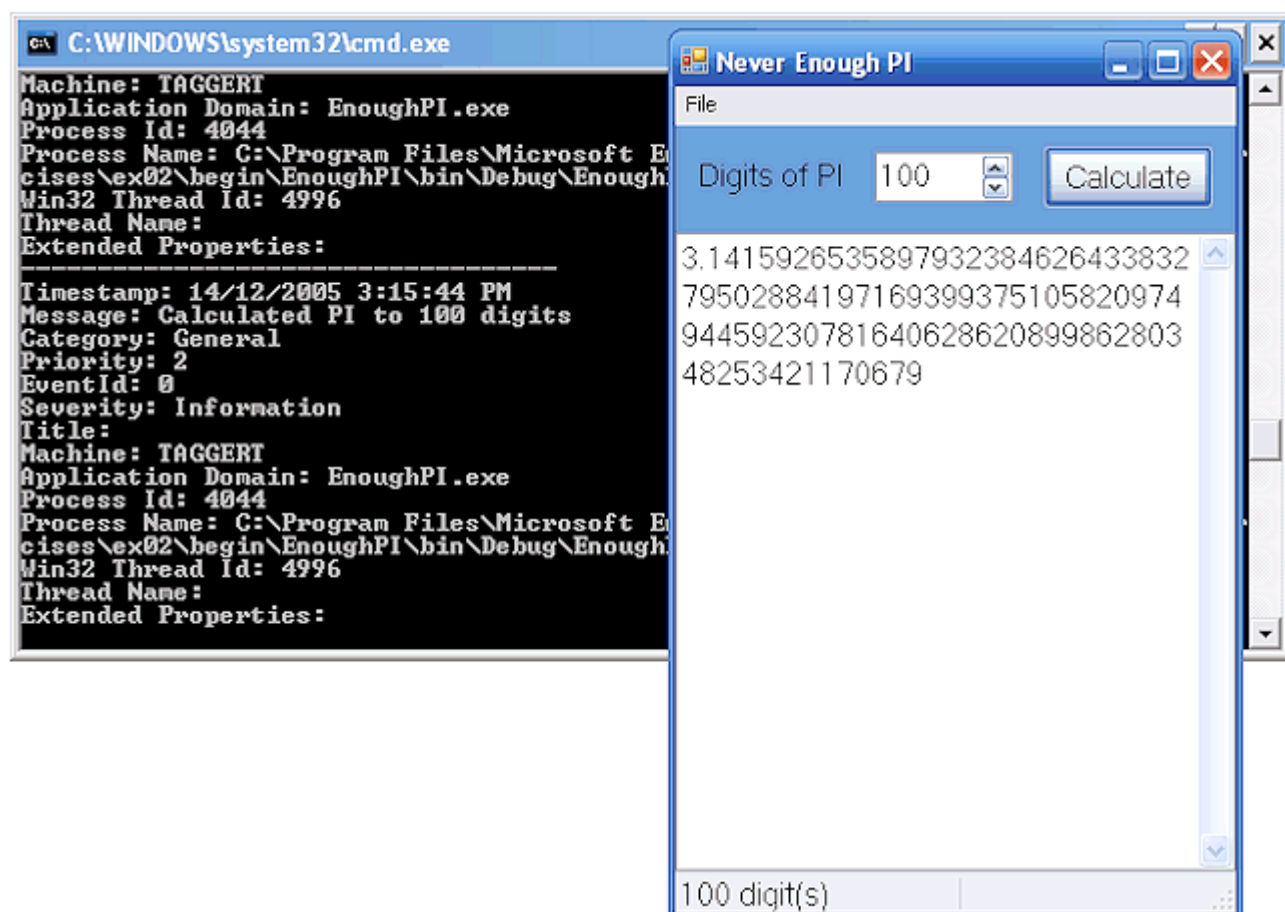 C:\WINDOWS\system32\cmd.exe
Machine: TAGGERT
Application Domain: EnoughPI.exe
Process Id: 4044
Process Name: C:\Program Files\Microsoft
cises\ex02\begin\EnoughPI\bin\Debug\Enough
Win32 Thread Id: 4996
Thread Name:
Extended Properties:
----------------------------------------
Timestamp: 14/12/2005 3:15:44 PM
Message: Calculated PI to 100 digits
Category: General
Priority: 2
EventId: 0
Severity: Information
Title:
Machine: TAGGERT
Application Domain: EnoughPI.exe
Process Id: 4044
Process Name: C:\Program Files\Microsoft
cises\ex02\begin\EnoughPI\bin\Debug\Enough
Win32 Thread Id: 4996
Thread Name:
Extended Properties:
Never Enough PI
File
Digits of PI 100 Calculate
3.1415926535897932384626433832
79502884197169399375105820974
94459230781640628620899862803
48253421170679
100 digit(s)